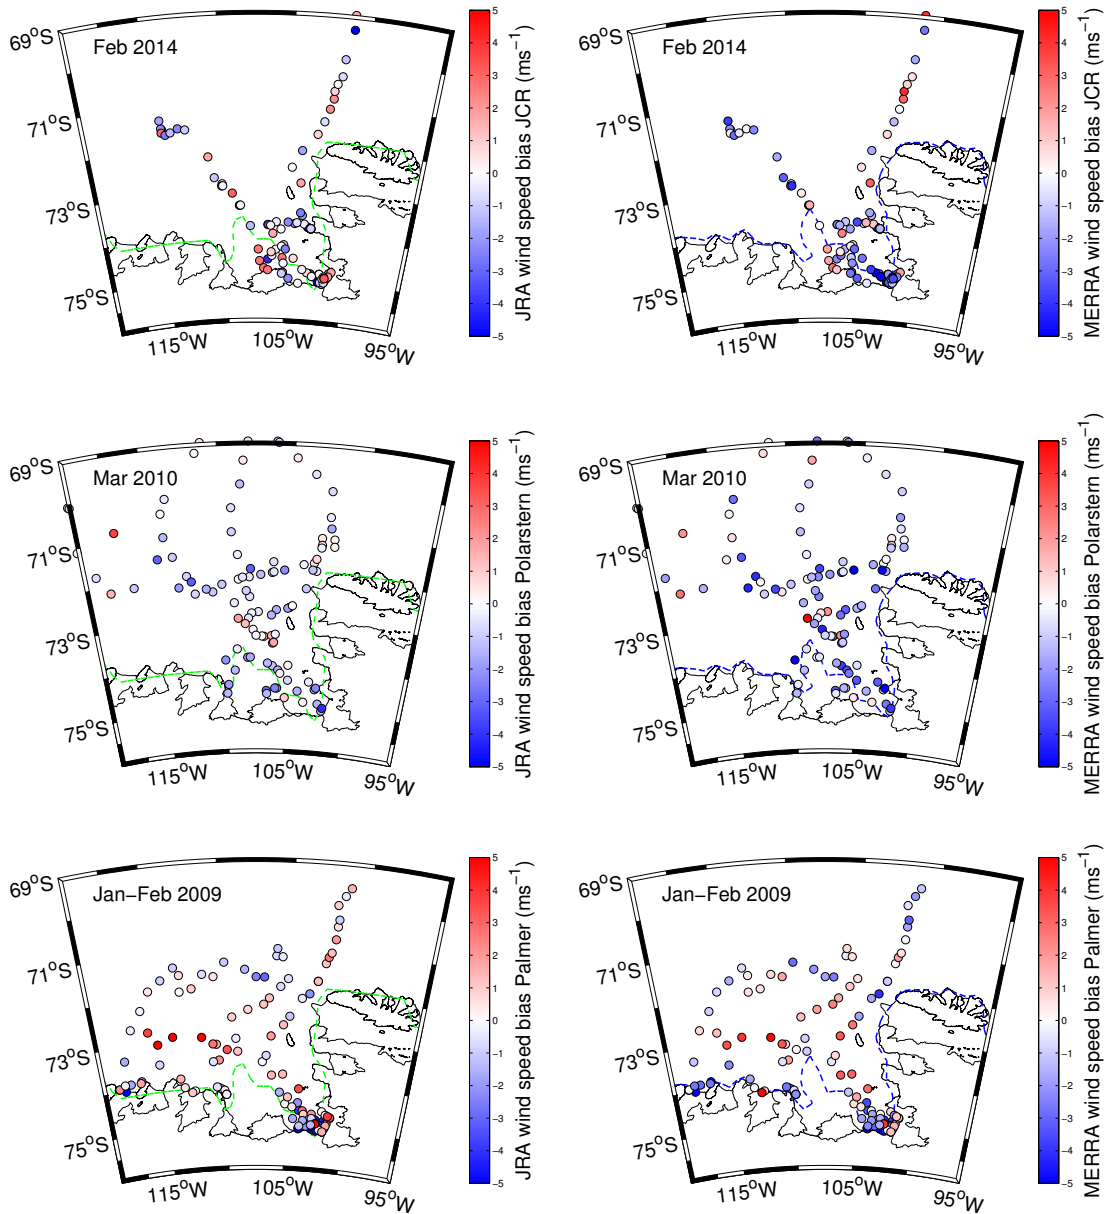 69°S
Feb 2014
71°S
73°S
75°S
115°W
105°W
95°W
5
4
3
2
1
0
−1
−2
−3
−4
−5
JRA wind speed bias JCR (ms⁻¹)
69°S
Feb 2014
71°S
73°S
75°S
115°W
105°W
95°W
5
4
3
2
1
0
−1
−2
−3
−4
−5
MERRA wind speed bias JCR (ms⁻¹)
69°S
Mar 2010
71°S
73°S
75°S
115°W
105°W
95°W
5
4
3
2
1
0
−1
−2
−3
−4
−5
JRA wind speed bias Polarstern (ms⁻¹)
69°S
Mar 2010
71°S
73°S
75°S
115°W
105°W
95°W
5
4
3
2
1
0
−1
−2
−3
−4
−5
MERRA wind speed bias Polarstern (ms⁻¹)
69°S
Jan−Feb 2009
71°S
73°S
75°S
115°W
105°W
95°W
5
4
3
2
1
0
−1
−2
−3
−4
−5
JRA wind speed bias Palmer (ms⁻¹)
69°S
Jan−Feb 2009
71°S
73°S
75°S
115°W
105°W
95°W
5
4
3
2
1
0
−1
−2
−3
−4
−5
MERRA wind speed bias Palmer (ms⁻¹)